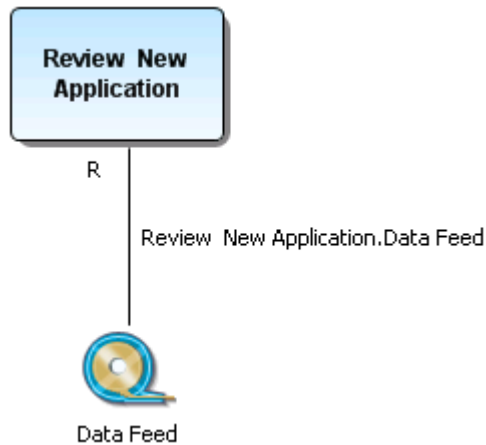 Review New
Application
R
Review New Application.Data Feed
Data Feed